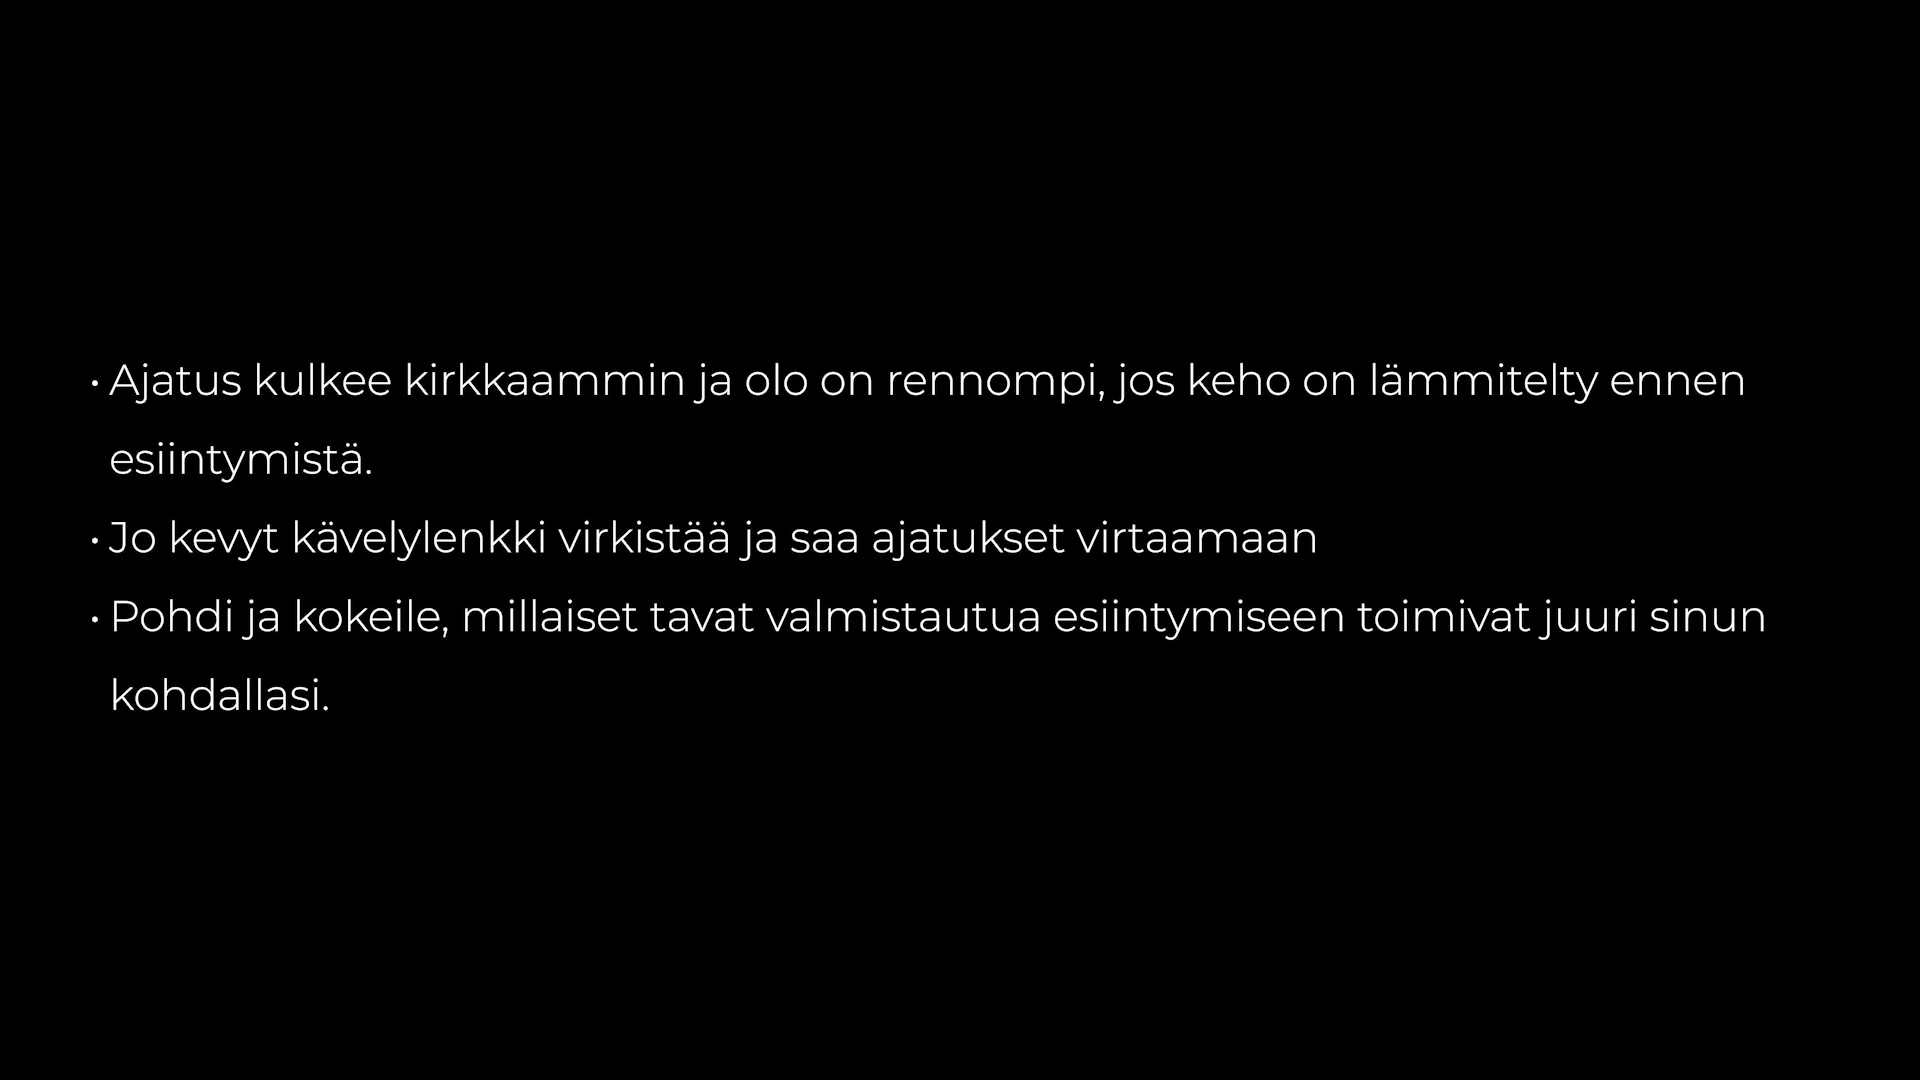 • Ajatus kulkee kirkkaammin ja olo on rennompi, jos keho on lämmitelty ennen
esiintymistä.
• Jo kevyt kävelylenkki virkistää ja saa ajatukset virtaamaan
• Pohdi ja kokeile, millaiset tavat valmistautua esiintymiseen toimivat juuri sinun
kohdallasi.